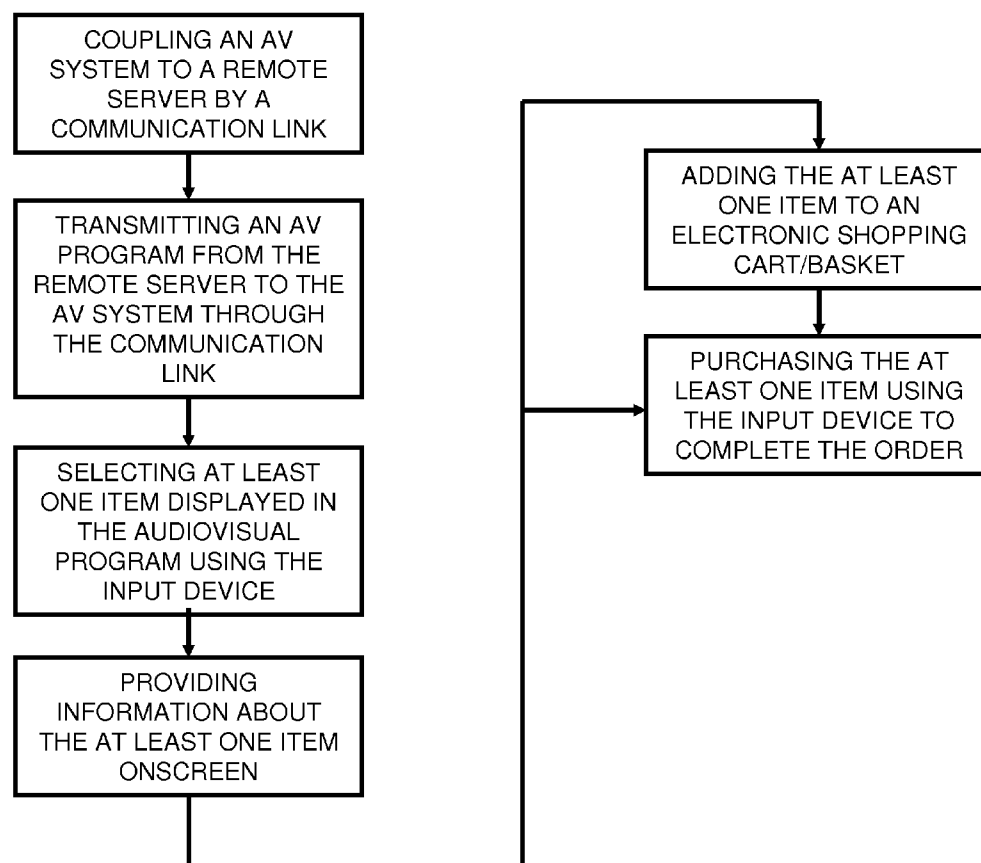 COUPLING AN AV
SYSTEM TO A REMOTE
SERVER BY A
COMMUNICATION LINK
TRANSMITTING AN AV
PROGRAM FROM THE
REMOTE SERVER TO THE
AV SYSTEM THROUGH
THE COMMUNICATION
LINK
SELECTING AT LEAST
ONE ITEM DISPLAYED IN
THE AUDIOVISUAL
PROGRAM USING THE
INPUT DEVICE
PROVIDING
INFORMATION ABOUT
THE AT LEAST ONE ITEM
ONSCREEN
ADDING THE AT LEAST
ONE ITEM TO AN
ELECTRONIC SHOPPING
CART/BASKET
PURCHASING THE AT
LEAST ONE ITEM USING
THE INPUT DEVICE TO
COMPLETE THE ORDER